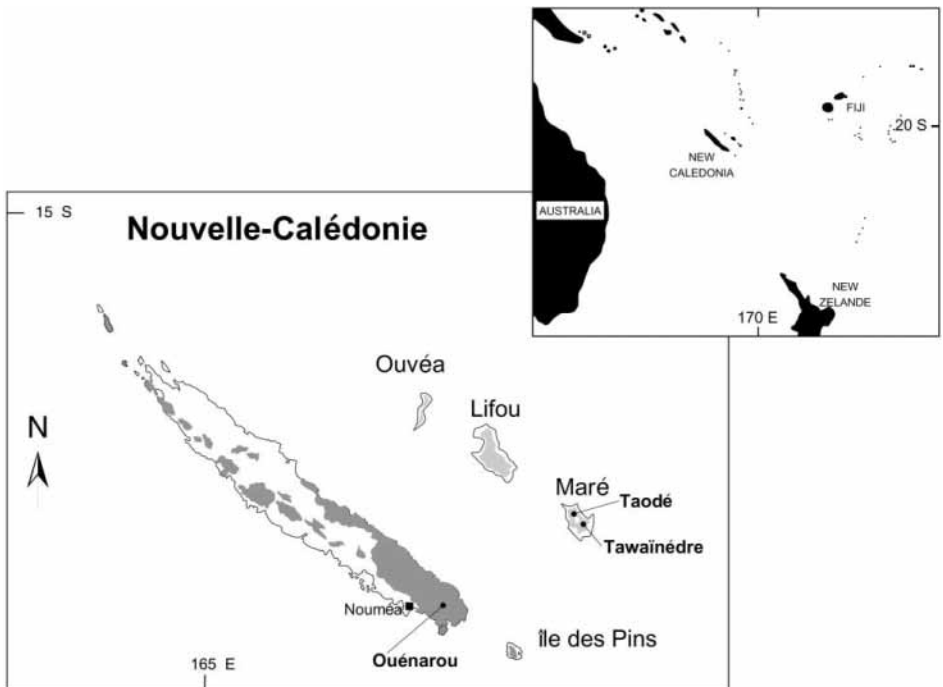 FIJI
20 S
NEW
CALEDONIA
AUSTRALIA
NEW
ZELANDE
170 E
15 S
Nouvelle-Calédonie
Ouvéa
Lifou
N
Maré
Taodé
Tawaïnédre
Nouméa
Ouénarou
île des Pins
165 E